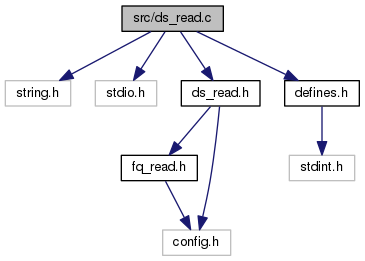 src/ds_read.c
string.h
stdio.h
ds_read.h
defines.h
fq_read.h
stdint.h
config.h